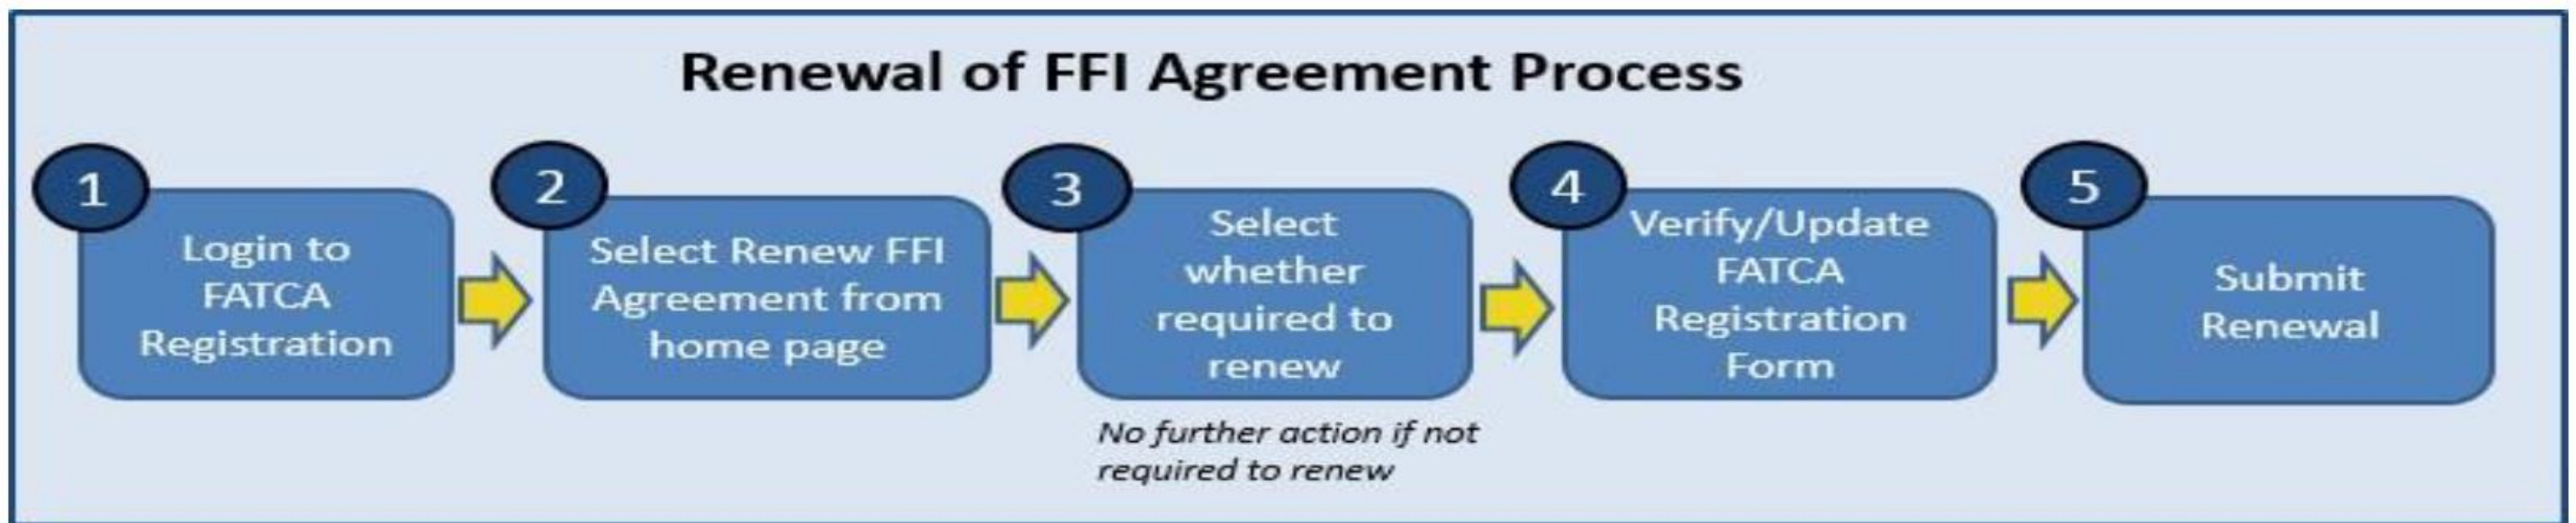 Renewal of FFI Agreement Process
1
Login to
FATCA
Registration
2
Select Renew FFI
Agreement from
home page
3
Select
whether
required to
renew
No further action if not
required to renew
4
Verify/Update
FATCA
Registration
Form
5
Submit
Renewal